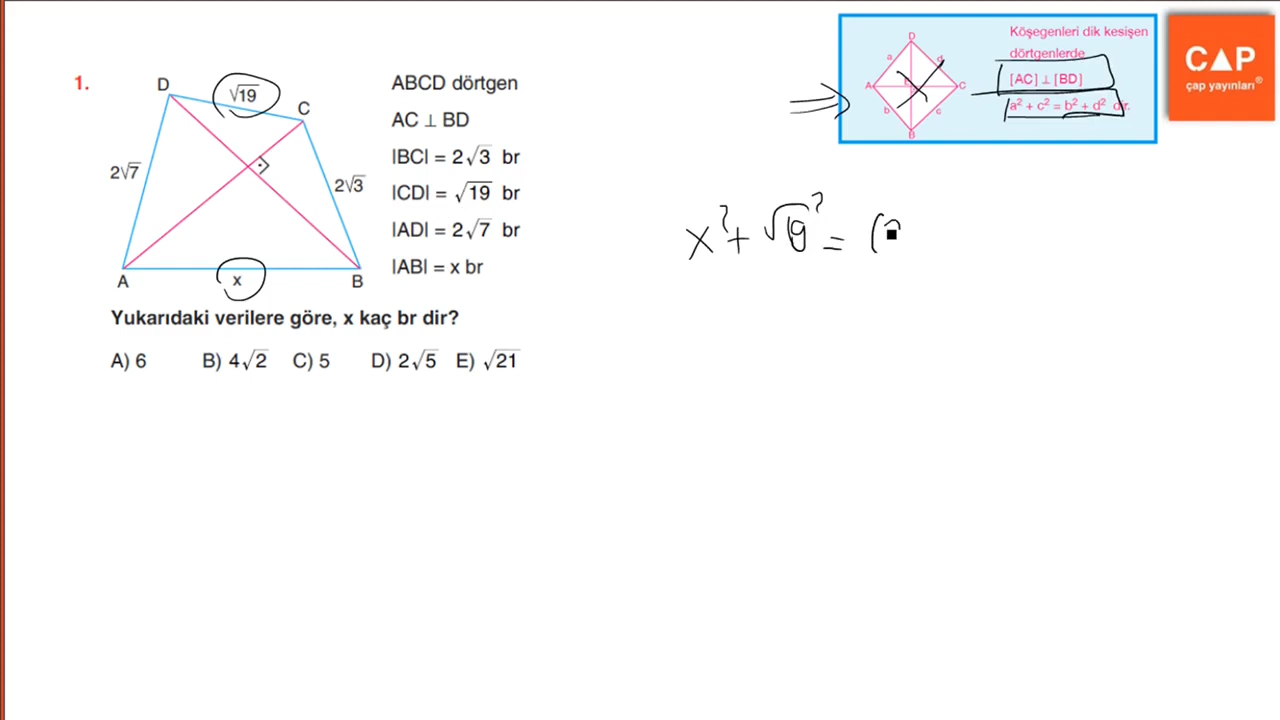 Köşegenleri dik kesişen
dörtgenlerde
[AC] ⊥ [BD]
a² + c² = b² + d² dir.
D
a
d
A
C
b
c
B
ÇAP
çap yayınları®
1.
D
√19
C
2√7
2√3
A
x
B
ABCD dörtgen
AC ⊥ BD
|BC| = 2√3 br
|CD| = √19 br
|AD| = 2√7 br
|AB| = x br
Yukarıdaki verilere göre, x kaç br dir?
A) 6 B) 4√2 C) 5 D) 2√5 E) √21
x² + √19² = (2